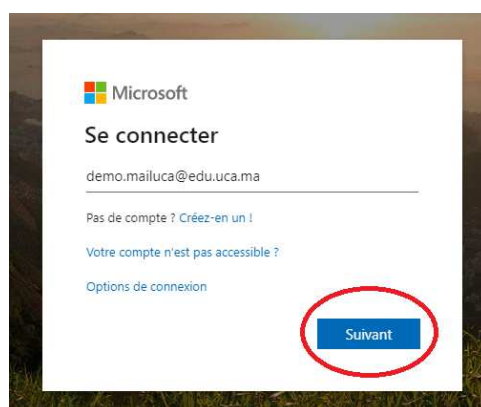 Microsoft
Se connecter
demo.mailuca@edu.uca.ma
Pas de compte ? Créez-en un !
Votre compte n'est pas accessible ?
Options de connexion
Suivant